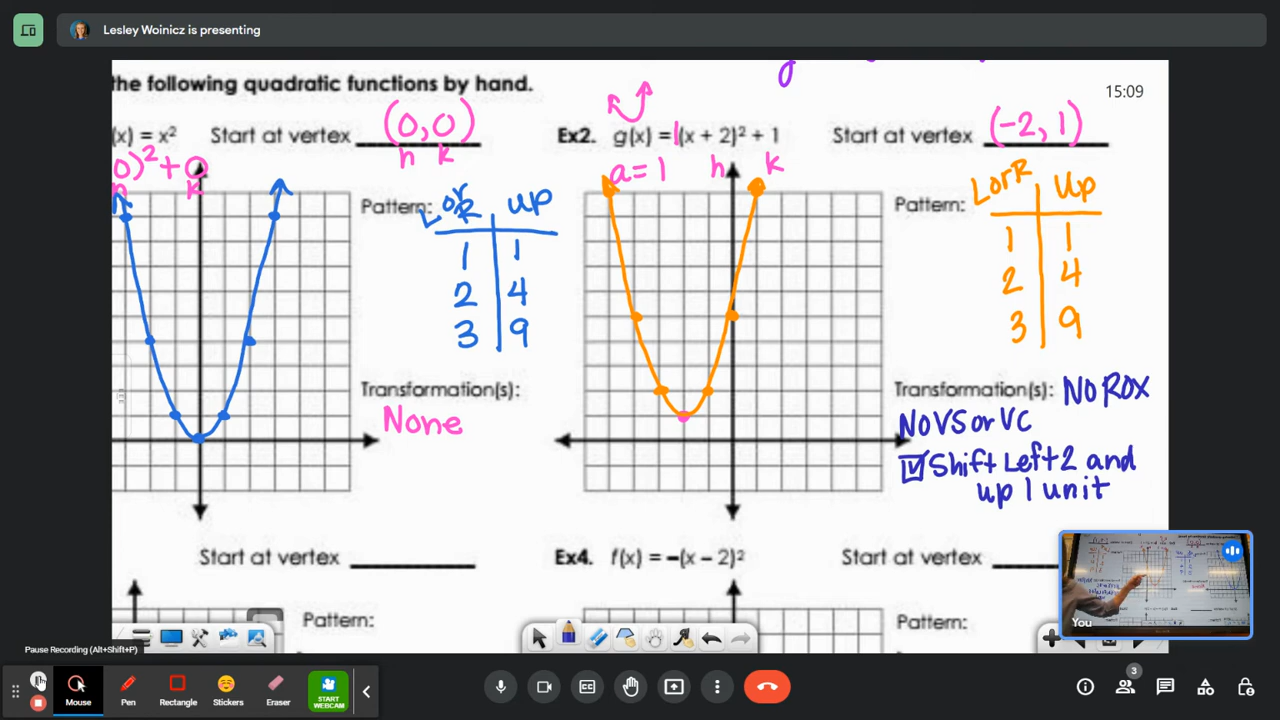 Lesley Woinicz is presenting
15:09
the following quadratic functions by hand.
(x) = x² Start at vertex (0,0)
h k
0)² + 0
k
Pattern: L or R | up
1 | 1
2 | 4
3 | 9
Transformation(s):
None
Ex2. g(x) = 1(x + 2)² + 1 Start at vertex (-2, 1)
a = 1 h k
Pattern: L or R | Up
1 | 1
2 | 4
3 | 9
Transformation(s): No ROX
No VS or VC
Shift Left 2 and
up 1 unit
Start at vertex
Pattern:
Ex4. f(x) = -(x - 2)² Start at vertex
Pattern:
You
Pause Recording (Alt+Shift+P)
Mouse
Pen
Rectangle
Stickers
Eraser
START
WEBCAM
3